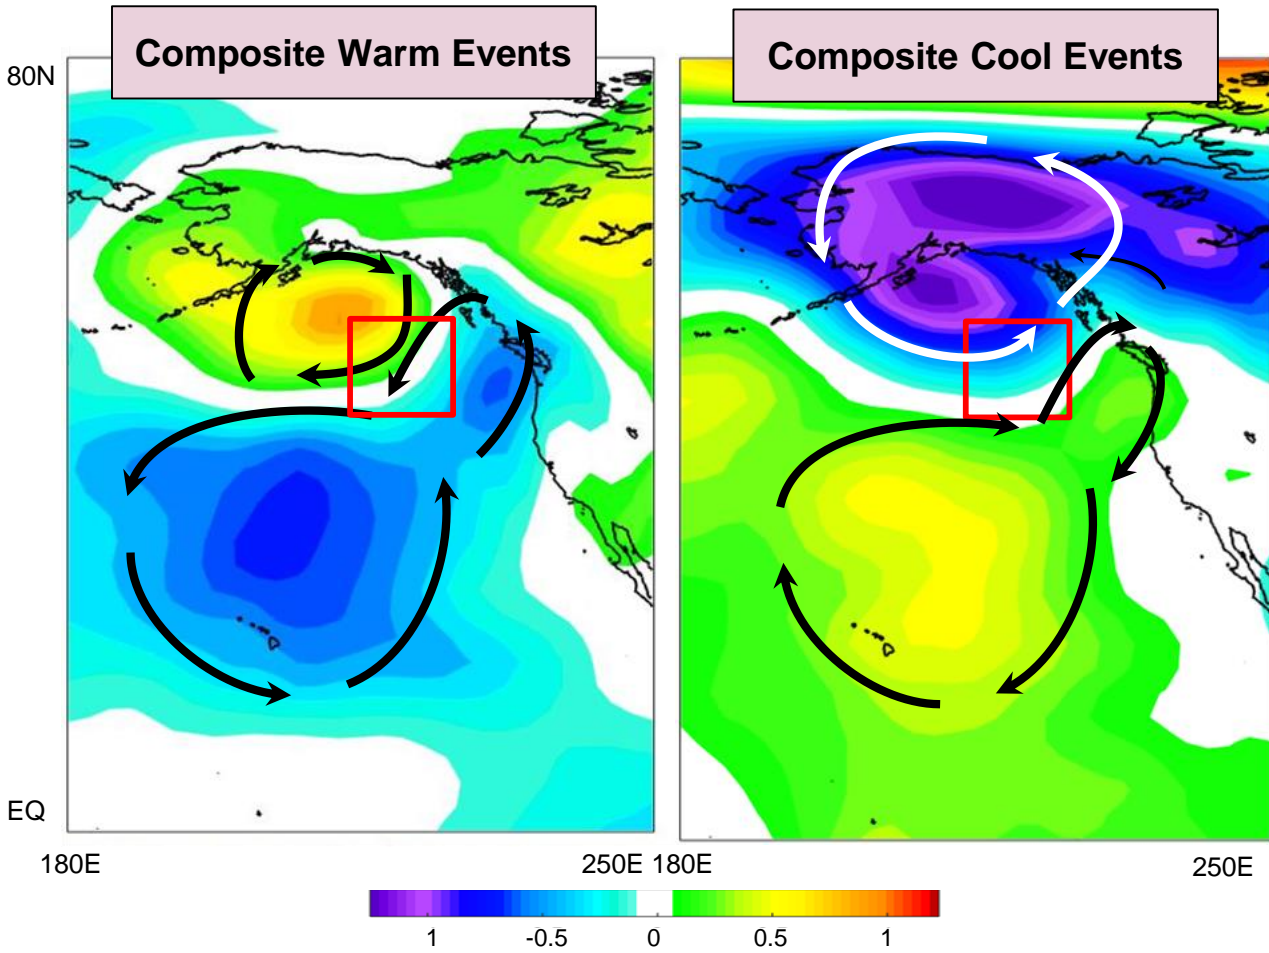 Composite Warm Events
Composite Cool Events
80N
EQ
180E
250E
180E
250E
1
-0.5
0
0.5
1